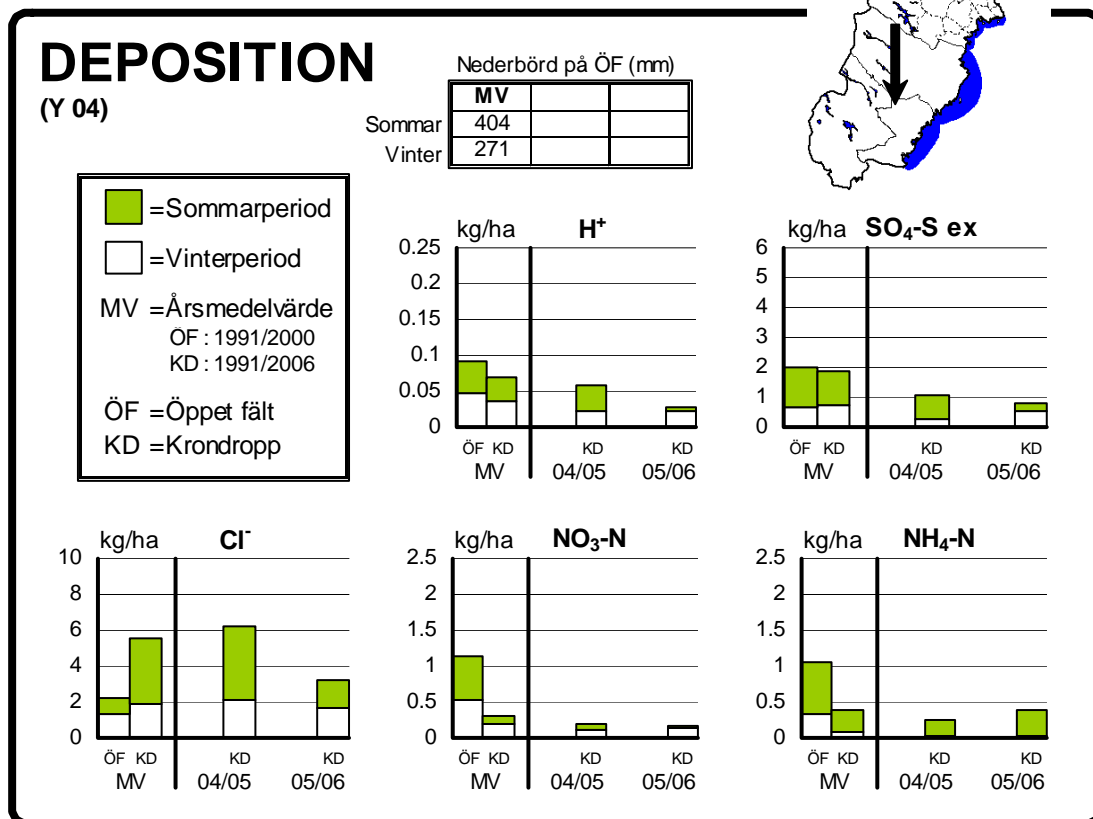 DEPOSITION
(Y 04)
Nederbörd på ÖF (mm)
MV
Sommar 404
Vinter 271
=Sommarperiod
=Vinterperiod
MV =Årsmedelvärde
ÖF : 1991/2000
KD : 1991/2006
ÖF =Öppet fält
KD =Krondropp
kg/ha H⁺
0.25
0.2
0.15
0.1
0.05
0
ÖF KD KD KD
MV 04/05 05/06
kg/ha SO₄-S ex
6
5
4
3
2
1
0
ÖF KD KD KD
MV 04/05 05/06
kg/ha Cl⁻
10
8
6
4
2
0
ÖF KD KD KD
MV 04/05 05/06
kg/ha NO₃-N
2.5
2
1.5
1
0.5
0
ÖF KD KD KD
MV 04/05 05/06
kg/ha NH₄-N
2.5
2
1.5
1
0.5
0
ÖF KD KD KD
MV 04/05 05/06